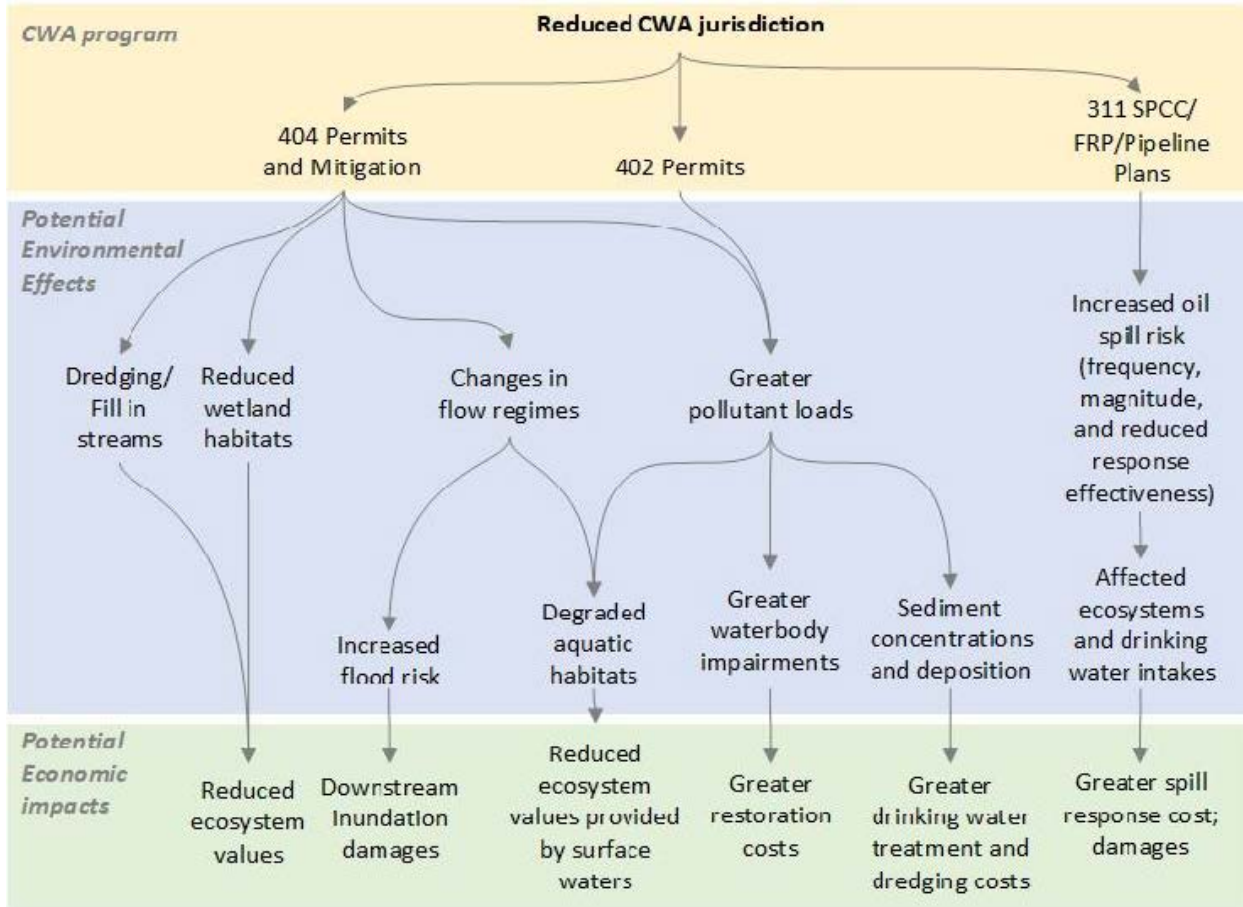 CWA program
Reduced CWA jurisdiction
404 Permits
and Mitigation
402 Permits
311 SPCC/
FRP/Pipeline
Plans
Potential
Environmental
Effects
Dredging/
Fill in
streams
Reduced
wetland
habitats
Changes in
flow regimes
Greater
pollutant loads
Increased oil
spill risk
(frequency,
magnitude,
and reduced
response
effectiveness)
Increased
flood risk
Degraded
aquatic
habitats
Greater
waterbody
impairments
Sediment
concentrations
and deposition
Affected
ecosystems
and drinking
water intakes
Potential
Economic
impacts
Reduced
ecosystem
values
Downstream
Inundation
damages
Reduced
ecosystem
values provided
by surface
waters
Greater
restoration
costs
Greater
drinking water
treatment and
dredging costs
Greater spill
response cost;
damages